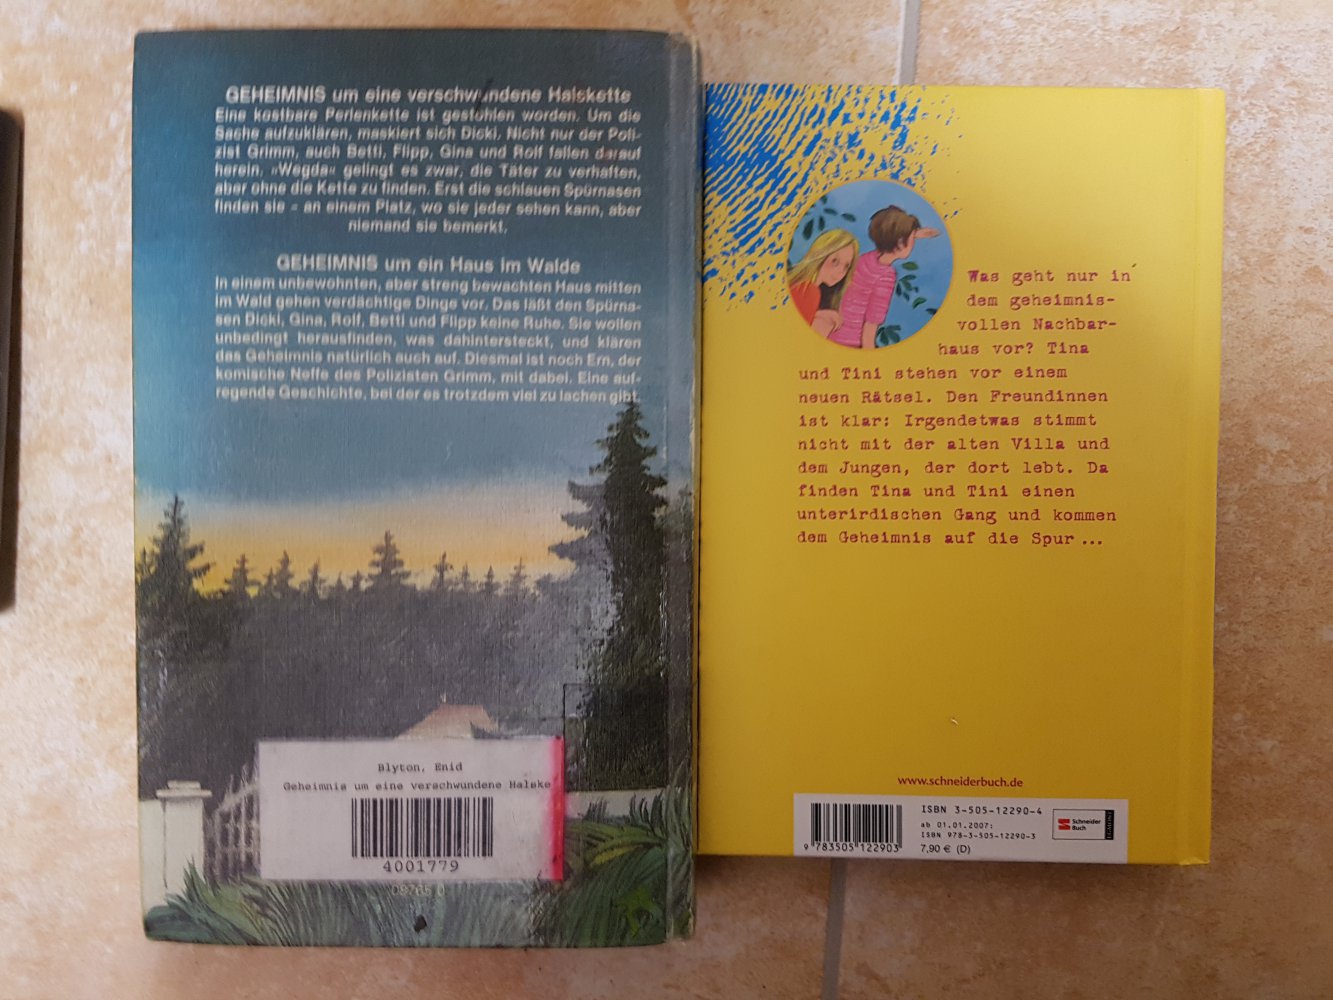 GEHEIMNIS um eine verschwundene Halskette
Eine kostbare Perlenkette ist gestohlen worden. Um die
Sache aufzuklären, maskiert sich Dicki. Nicht nur der Poli-
zist Grimm, auch Betti, Flipp, Gina und Rolf fallen darauf
herein. »Wegda« gelingt es zwar, die Täter zu verhaften,
aber ohne die Kette zu finden. Erst die schlauen Spürnasen
finden sie – an einem Platz, wo sie jeder sehen kann, aber
niemand sie bemerkt.
GEHEIMNIS um ein Haus im Walde
In einem unbewohnten, aber streng bewachten Haus mitten
im Wald gehen verdächtige Dinge vor. Das läßt den Spürna-
sen Dicki, Gina, Rolf, Betti und Flipp keine Ruhe. Sie wollen
unbedingt herausfinden, was dahintersteckt, und klären
das Geheimnis natürlich auch auf. Diesmal ist noch Ern, der
komische Neffe des Polizisten Grimm, mit dabei. Eine auf-
regende Geschichte, bei der es trotzdem viel zu lachen gibt.
Blyton, Enid
Geheimnis um eine verschwundene Halske
4001779
08765 0
Was geht nur in
dem geheimnis-
vollen Nachbar-
haus vor? Tina
und Tini stehen vor einem
neuen Rätsel. Den Freundinnen
ist klar: Irgendetwas stimmt
nicht mit der alten Villa und
dem Jungen, der dort lebt. Da
finden Tina und Tini einen
unterirdischen Gang und kommen
dem Geheimnis auf die Spur ...
www.schneiderbuch.de
ISBN 3-505-12290-4
ab 01.01.2007:
ISBN 978-3-505-12290-3
7,90 € (D)
9 783505 122903
Schneider
Buch
EGMONT